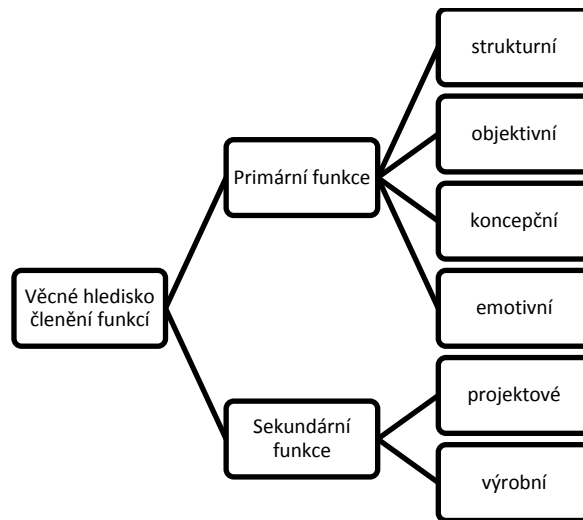 Věcné hledisko
členění funkcí
Primární funkce
strukturní
objektivní
koncepční
emotivní
Sekundární
funkce
projektové
výrobní